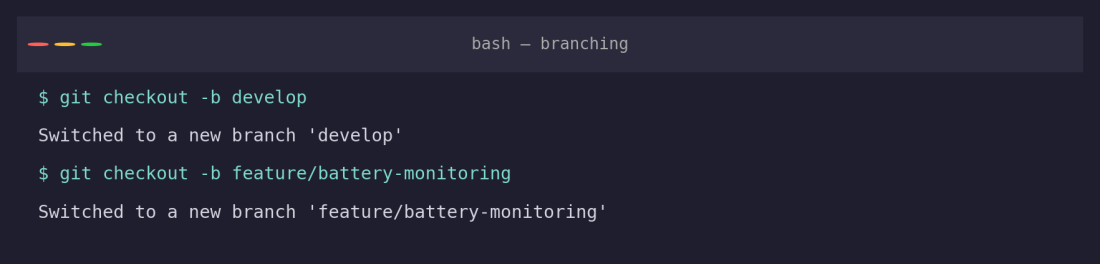 bash — branching
$ git checkout -b develop
Switched to a new branch 'develop'
$ git checkout -b feature/battery-monitoring
Switched to a new branch 'feature/battery-monitoring'